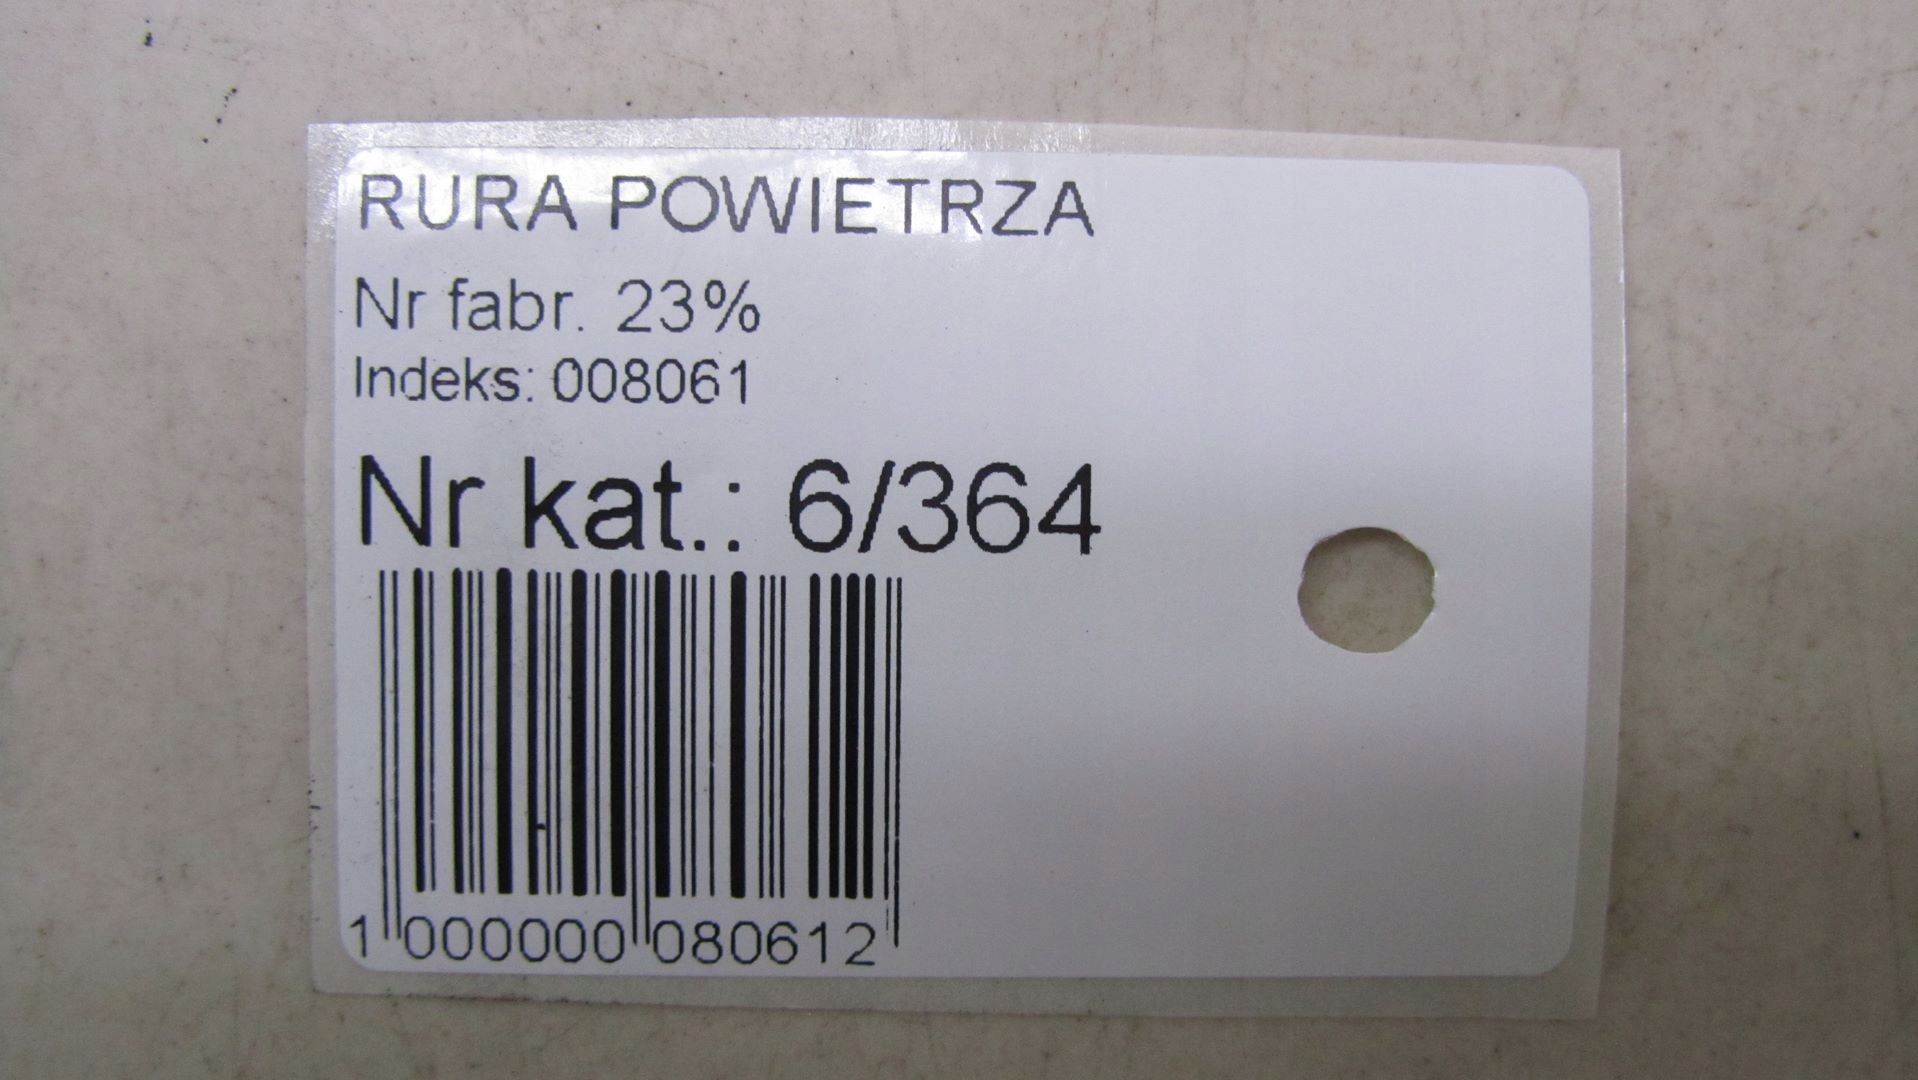 RURA POWIETRZA
Nr fabr. 23%
Indeks: 008061
Nr kat.: 6/364
1 000000 080612